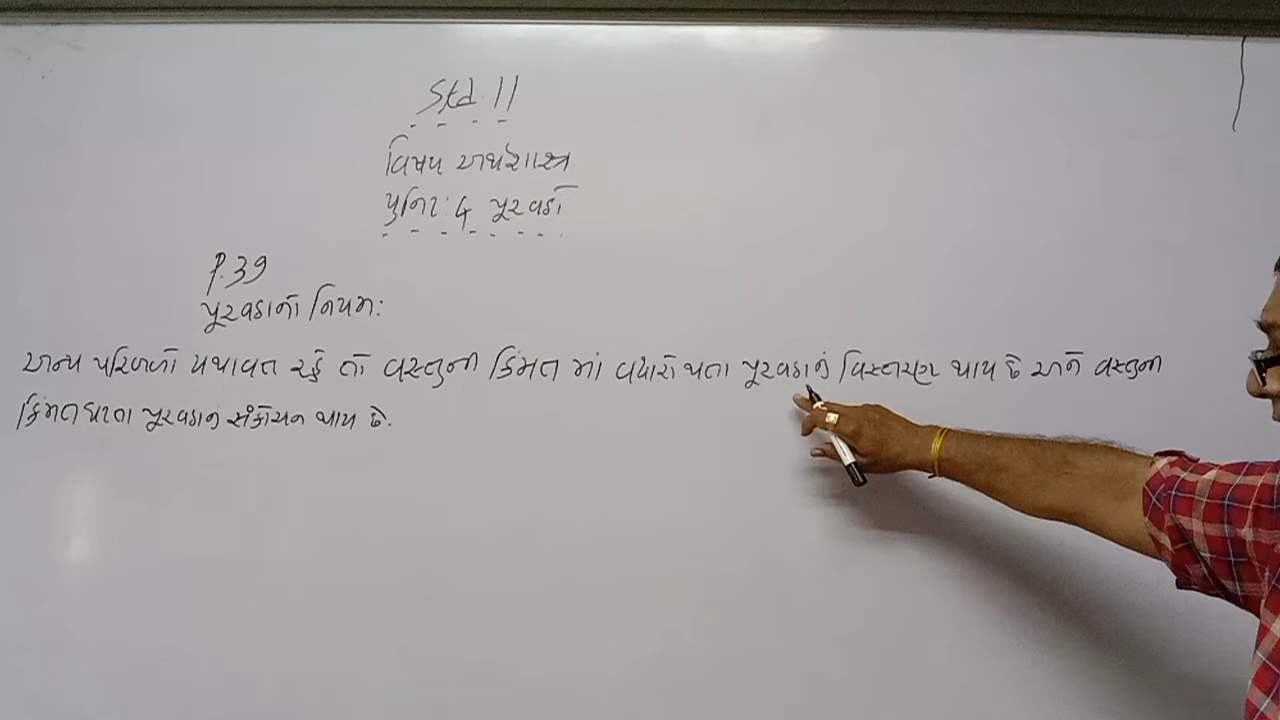 Std 11
વિષય અર્થશાસ્ત્ર
યુનિટ: 4 પૂરવઠો
P.39
પૂરવઠાનો નિયમ:
અન્ય પરિબળો યથાવત રહે તો વસ્તુની કિંમત માં વધારો થતા પૂરવઠાનું વિસ્તરણ થાય છે અને વસ્તુની
કિંમત ઘટતા પૂરવઠાનું સંકોચન થાય છે.